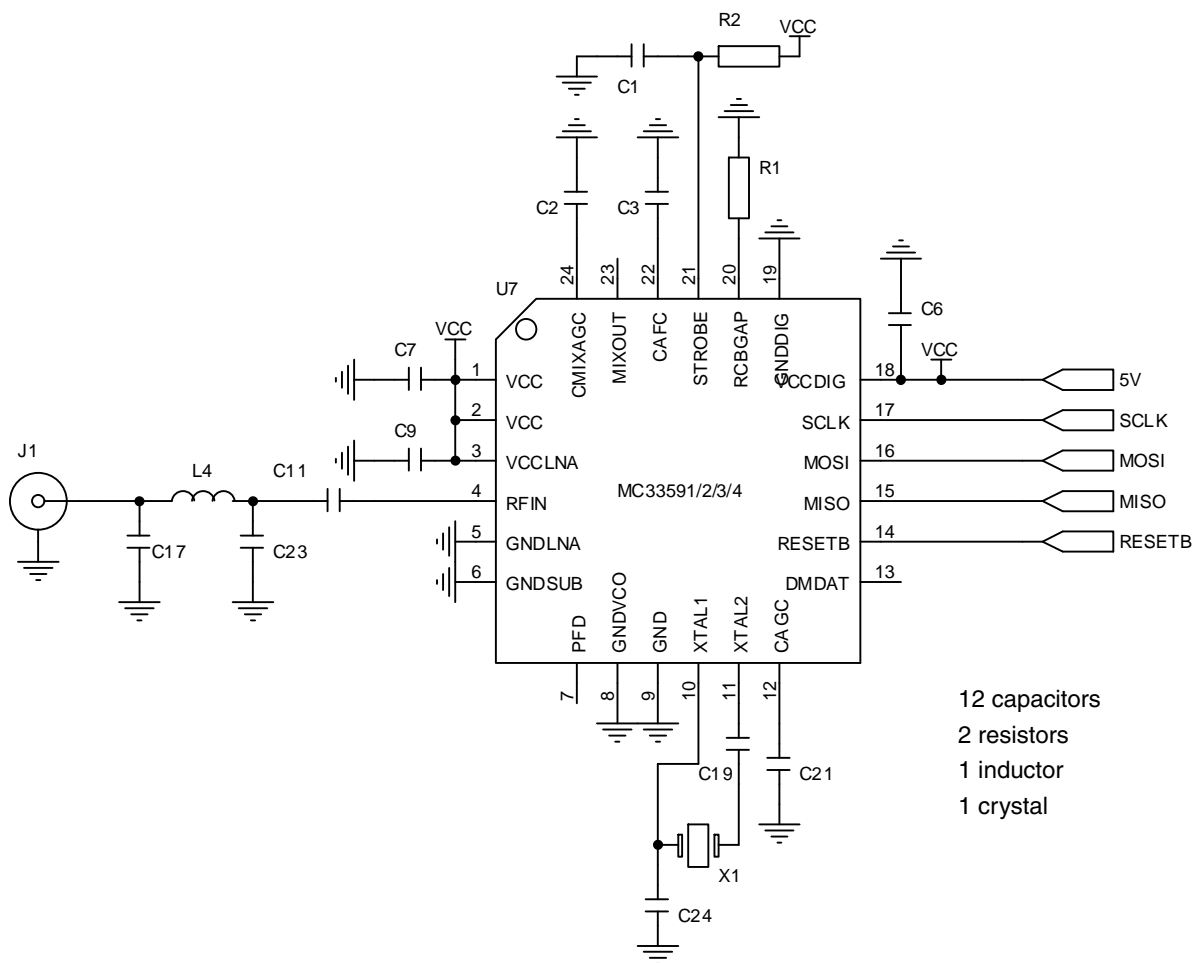 R2
VCC
C1
R1
C2
C3
24
23
22
21
20
19
U7
CMIXAGC
MIXOUT
CAFC
STROBE
RCBGAP
GNDDIG
C6
VCC
VCC
C7
1
VCC
VCCDIG
18
5V
2
VCC
SCLK
17
SCLK
C9
3
VCCLNA
MOSI
16
MOSI
J1
L4
C11
4
RFIN
MC33591/2/3/4
MISO
15
MISO
C17
C23
5
GNDLNA
RESETB
14
RESETB
6
GNDSUB
DMDAT
13
PFD
GNDVCO
GND
XTAL1
XTAL2
CAGC
7
8
9
10
11
12
12 capacitors
2 resistors
1 inductor
1 crystal
C19
C21
X1
C24